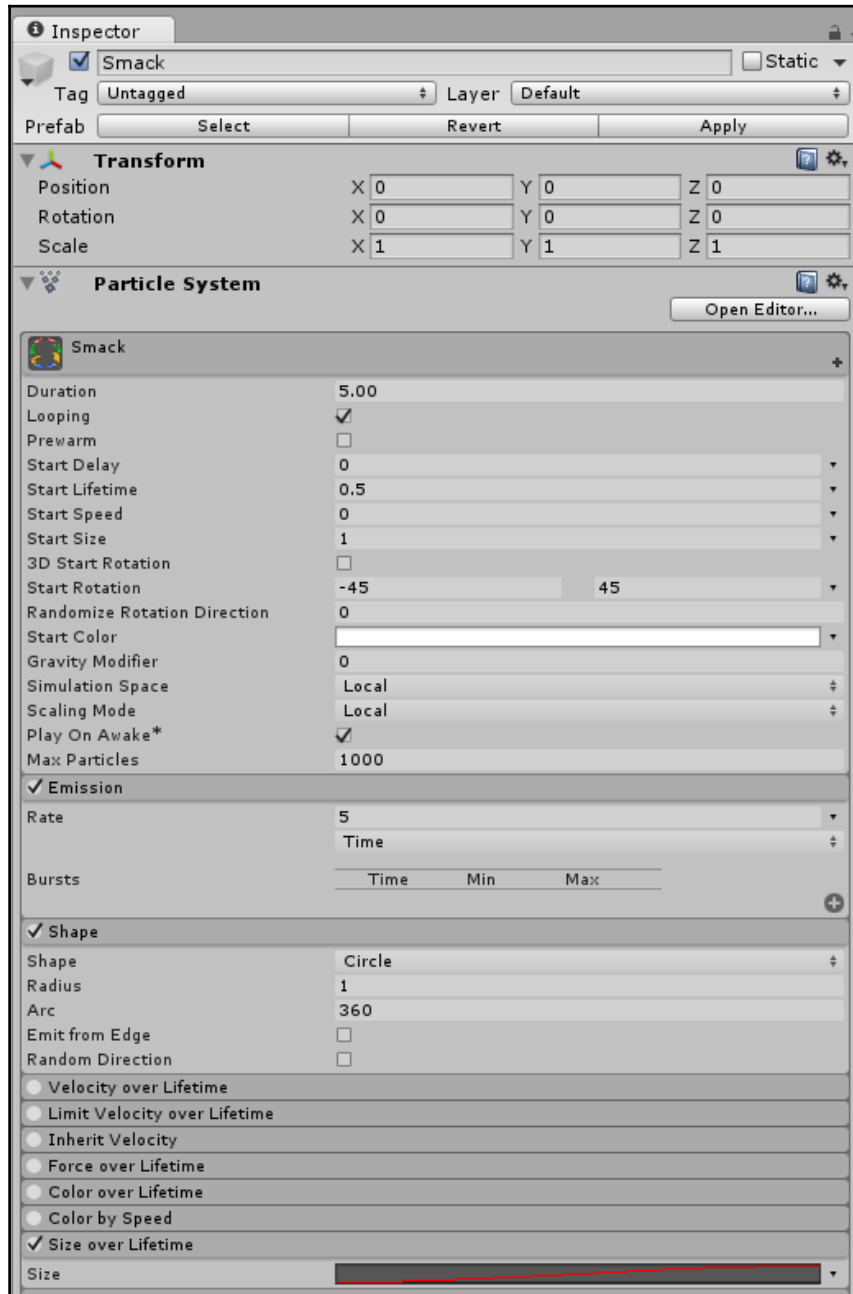 Inspector
Smack Static
Tag Untagged Layer Default
Prefab Select Revert Apply
Transform
Position X 0 Y 0 Z 0
Rotation X 0 Y 0 Z 0
Scale X 1 Y 1 Z 1
Particle System
Open Editor...
Smack
Duration 5.00
Looping
Prewarm
Start Delay 0
Start Lifetime 0.5
Start Speed 0
Start Size 1
3D Start Rotation
Start Rotation -45 45
Randomize Rotation Direction 0
Start Color
Gravity Modifier 0
Simulation Space Local
Scaling Mode Local
Play On Awake*
Max Particles 1000
Emission
Rate 5
Time
Bursts Time Min Max
Shape
Shape Circle
Radius 1
Arc 360
Emit from Edge
Random Direction
Velocity over Lifetime
Limit Velocity over Lifetime
Inherit Velocity
Force over Lifetime
Color over Lifetime
Color by Speed
Size over Lifetime
Size